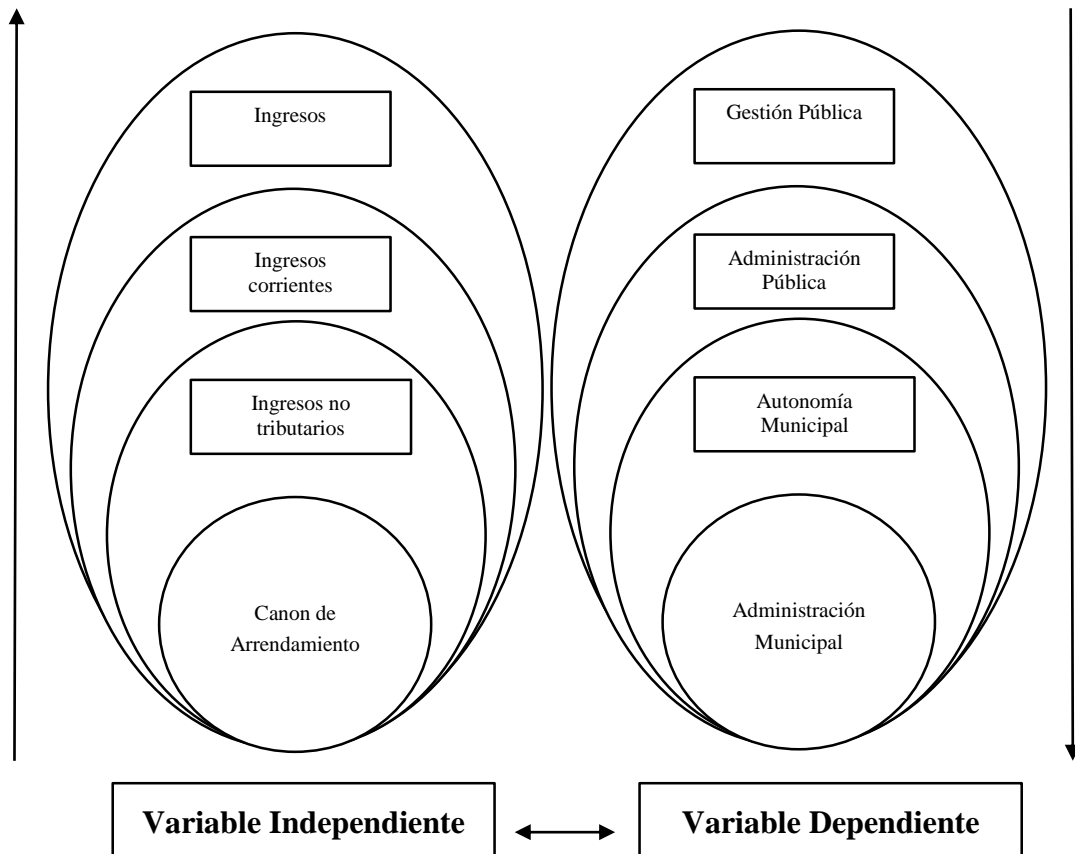 Ingresos
Ingresos
corrientes
Ingresos no
tributarios
Canon de
Arrendamiento
Variable Independiente
Gestión Pública
Administración
Pública
Autonomía
Municipal
Administración
Municipal
Variable Dependiente